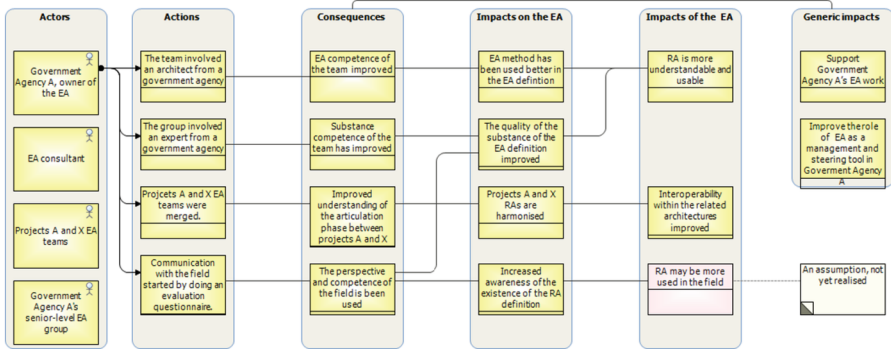 Actors
Government
Agency A, owner of
the EA
EA consultant
Projects A and X EA
teams
Government
Agency A's
senior-level EA
group
Actions
The team involved
an architect from a
government agency
The group involved
an expert from a
government agency
Projcets A and X EA
teams were
merged.
Communication
with the field
started by doing an
evaluation
questionnaire.
Consequences
EA competence of
the team improved
Substance
competence of the
team has improved
Improved
understanding of
the articulation
phase between
projects A and X
The perspective
and competence of
the field is been
used
Impacts on the EA
EA method has
been used better in
the EA defintion
The quality of the
substance of the
EA definition
improved
Projects A and X
RAs are
harmonised
Increased
awareness of the
existence of the RA
definition
Impacts of the EA
RA is more
understandable and
usable
Interoperability
within the related
architectures
improved
RA may be more
used in the field
Generic impacts
Support
Government
Agency A's EA work
Improve therole
of EA as a
management and
steering tool in
Goverment Agency
A
An assumption, not
yet realised